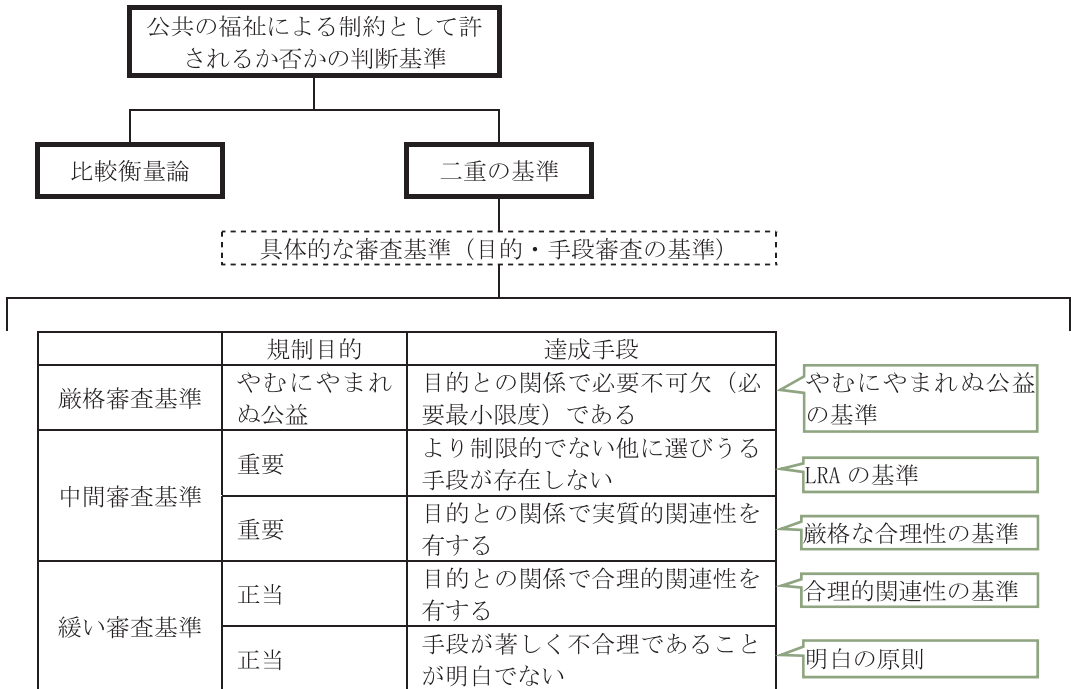 公共の福祉による制約として許
されるか否かの判断基準
比較衡量論
二重の基準
具体的な審査基準（目的・手段審査の基準）
規制目的
達成手段
厳格審査基準
やむにやまれ
ぬ公益
目的との関係で必要不可欠（必
要最小限度）である
やむにやまれぬ公益
の基準
中間審査基準
重要
より制限的でない他に選びうる
手段が存在しない
LRA の基準
重要
目的との関係で実質的関連性を
有する
厳格な合理性の基準
緩い審査基準
正当
目的との関係で合理的関連性を
有する
合理的関連性の基準
正当
手段が著しく不合理であること
が明白でない
明白の原則